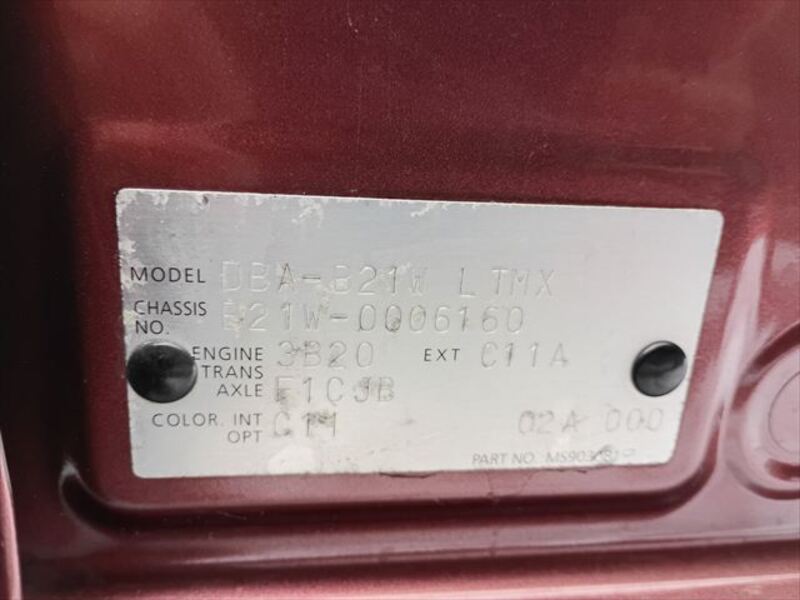 MODEL DBA-B21W LTMX
CHASSIS NO. B21W-0006160
ENGINE 3B20 EXT C11A
TRANS AXLE F1CJB
COLOR. INT OPT C11 02A 000
PART NO.